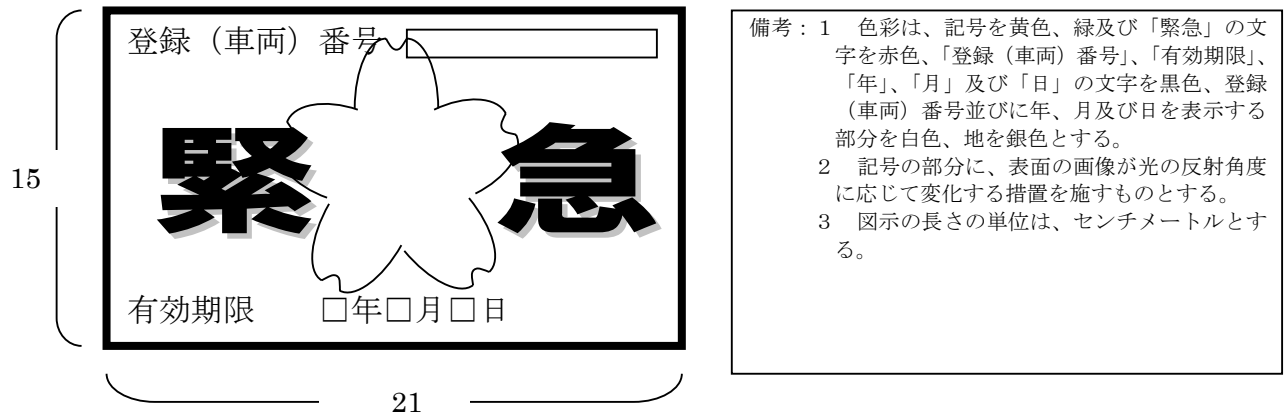 登録（車両）番号
緊 急
有効期限 □年□月□日
15
21
備考：１ 色彩は、記号を黄色、緑及び「緊急」の文
字を赤色、「登録（車両）番号」、「有効期限」、
「年」、「月」及び「日」の文字を黒色、登録
（車両）番号並びに年、月及び日を表示する
部分を白色、地を銀色とする。
２ 記号の部分に、表面の画像が光の反射角度
に応じて変化する措置を施すものとする。
３ 図示の長さの単位は、センチメートルとす
る。